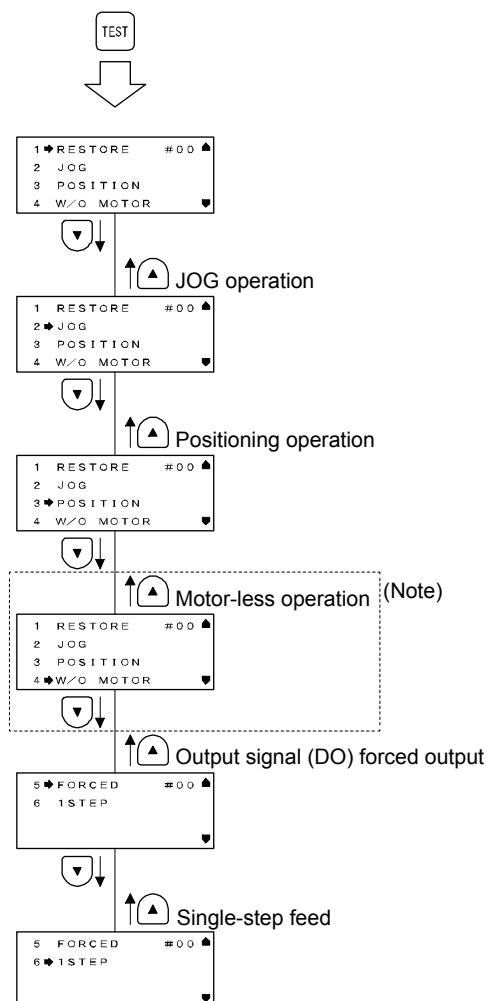 TEST
1 ➡ RESTORE #00 ▲
2 JOG
3 POSITION
4 W/O MOTOR ▼
▼
▲ JOG operation
1 RESTORE #00 ▲
2 ➡ JOG
3 POSITION
4 W/O MOTOR ▼
▼
▲ Positioning operation
1 RESTORE #00 ▲
2 JOG
3 ➡ POSITION
4 W/O MOTOR ▼
▼
▲ Motor-less operation (Note)
1 RESTORE #00 ▲
2 JOG
3 POSITION
4 ➡ W/O MOTOR ▼
▼
▲ Output signal (DO) forced output
5 ➡ FORCED #00 ▲
6 1STEP
▼
▼
▲ Single-step feed
5 FORCED #00 ▲
6 ➡ 1STEP
▼